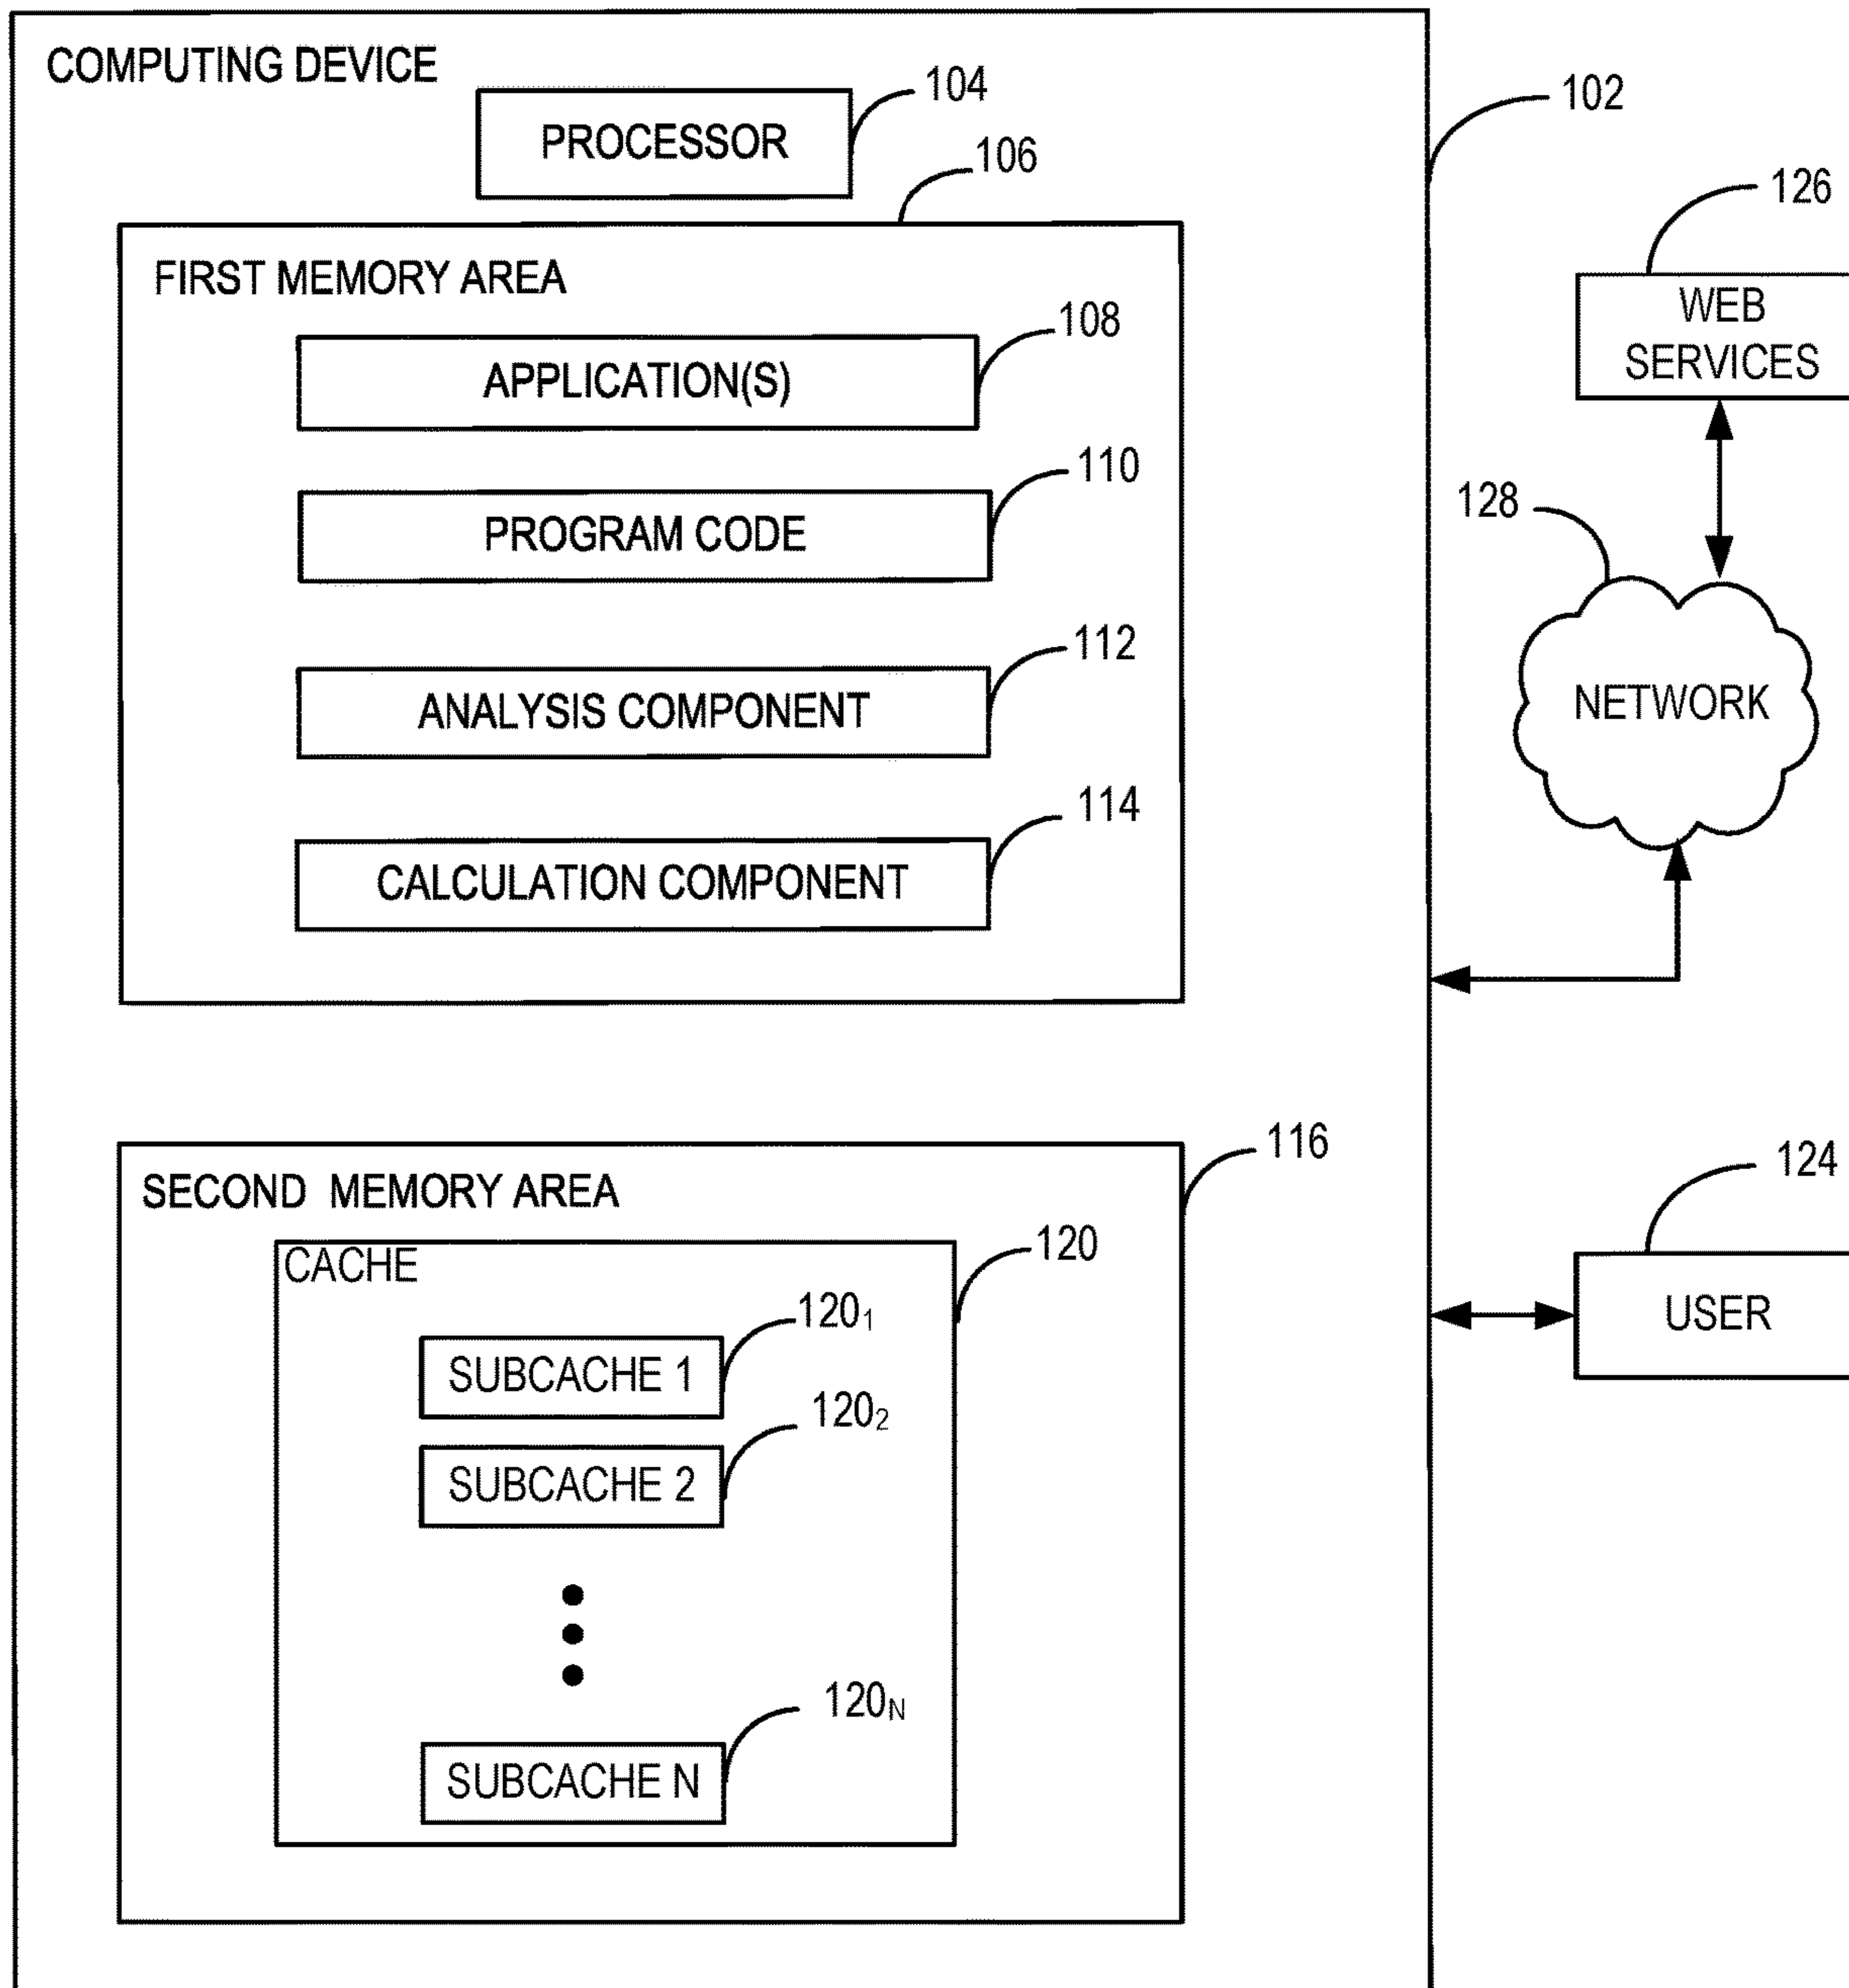 COMPUTING DEVICE
104
PROCESSOR
102
106
126
FIRST MEMORY AREA
WEB
SERVICES
108
APPLICATION(S)
110
128
PROGRAM CODE
112
ANALYSIS COMPONENT
NETWORK
114
CALCULATION COMPONENT
116
124
SECOND MEMORY AREA
120
CACHE
120₁
USER
SUBCACHE 1
120₂
SUBCACHE 2
120ₙ
SUBCACHE N